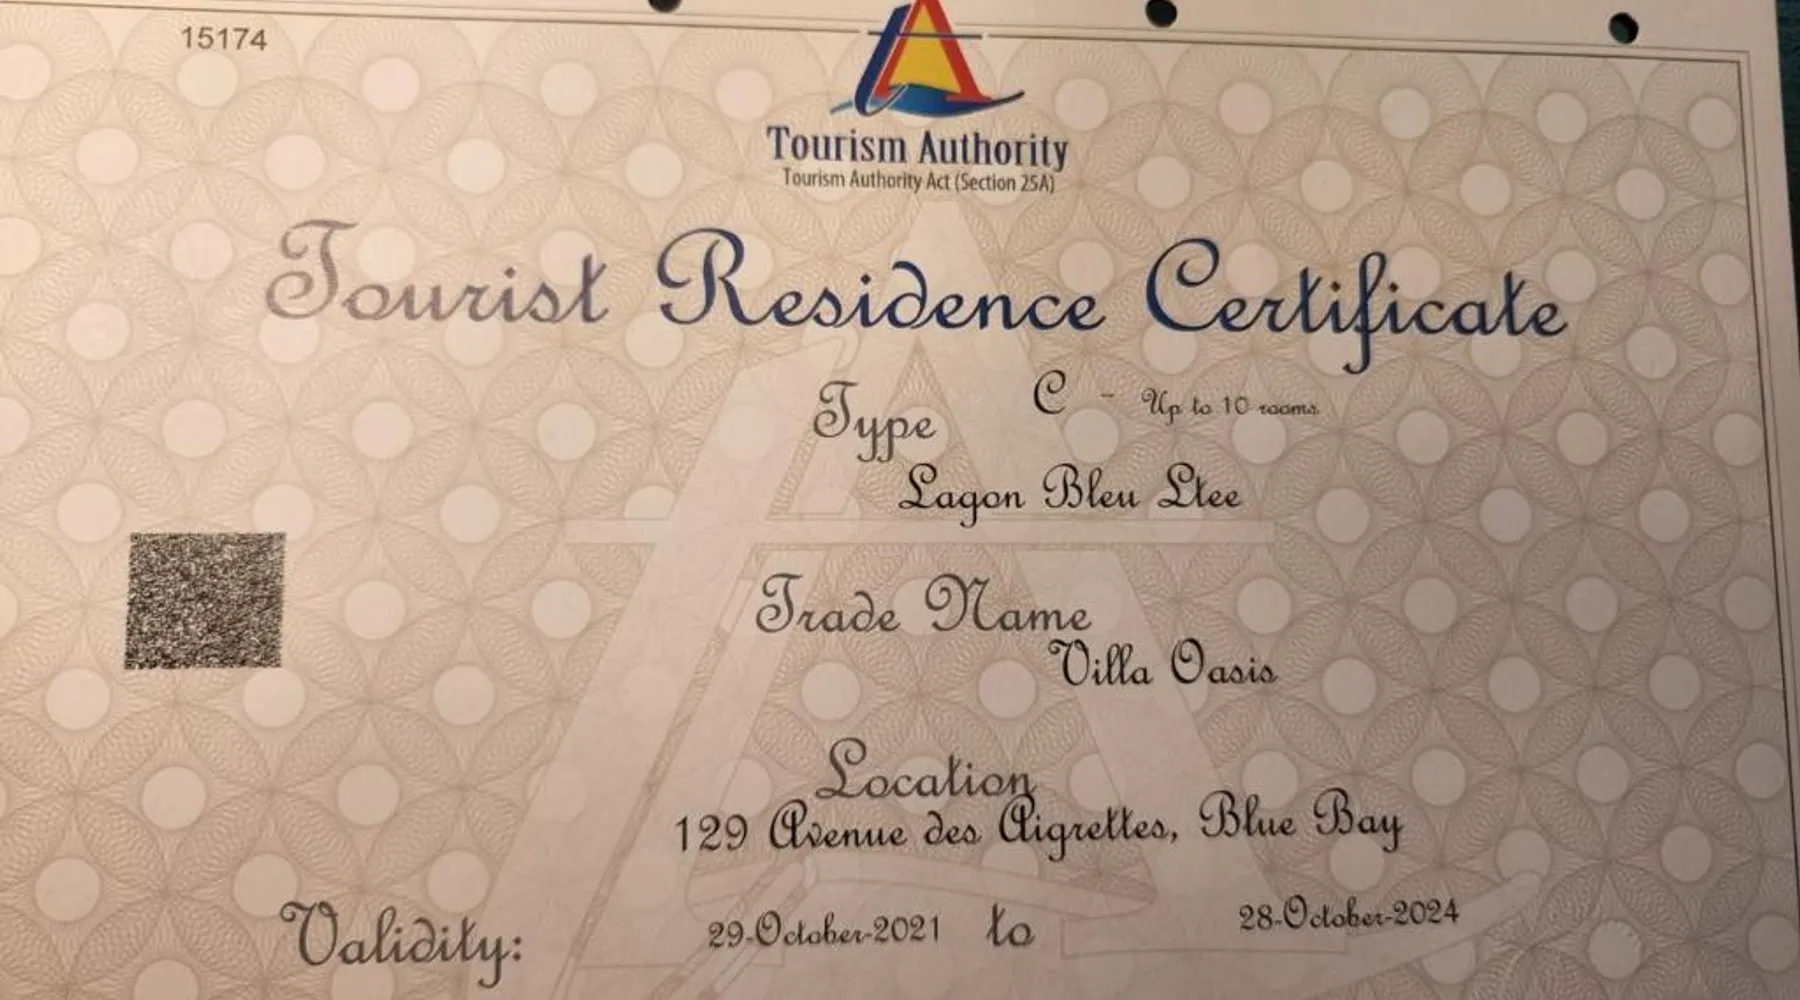 15174
Tourism Authority
Tourism Authority Act (Section 25A)
Tourist Residence Certificate
Type C - Up to 10 rooms
Lagon Bleu Ltee
Trade Name
Villa Oasis
Location
129 Avenue des Aigrettes, Blue Bay
Validity: 29-October-2021 to 28-October-2024